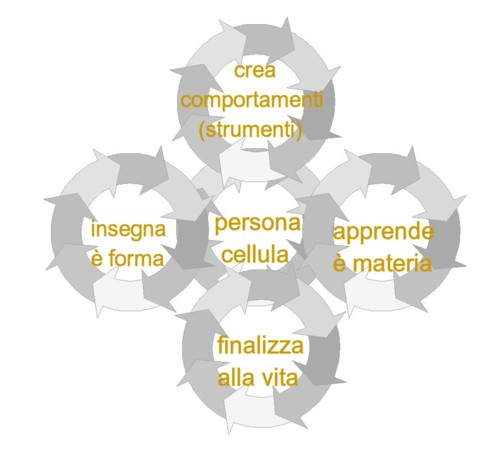 crea
comportamenti
(strumenti)
insegna
è forma
persona
cellula
apprende
è materia
finalizza
alla vita